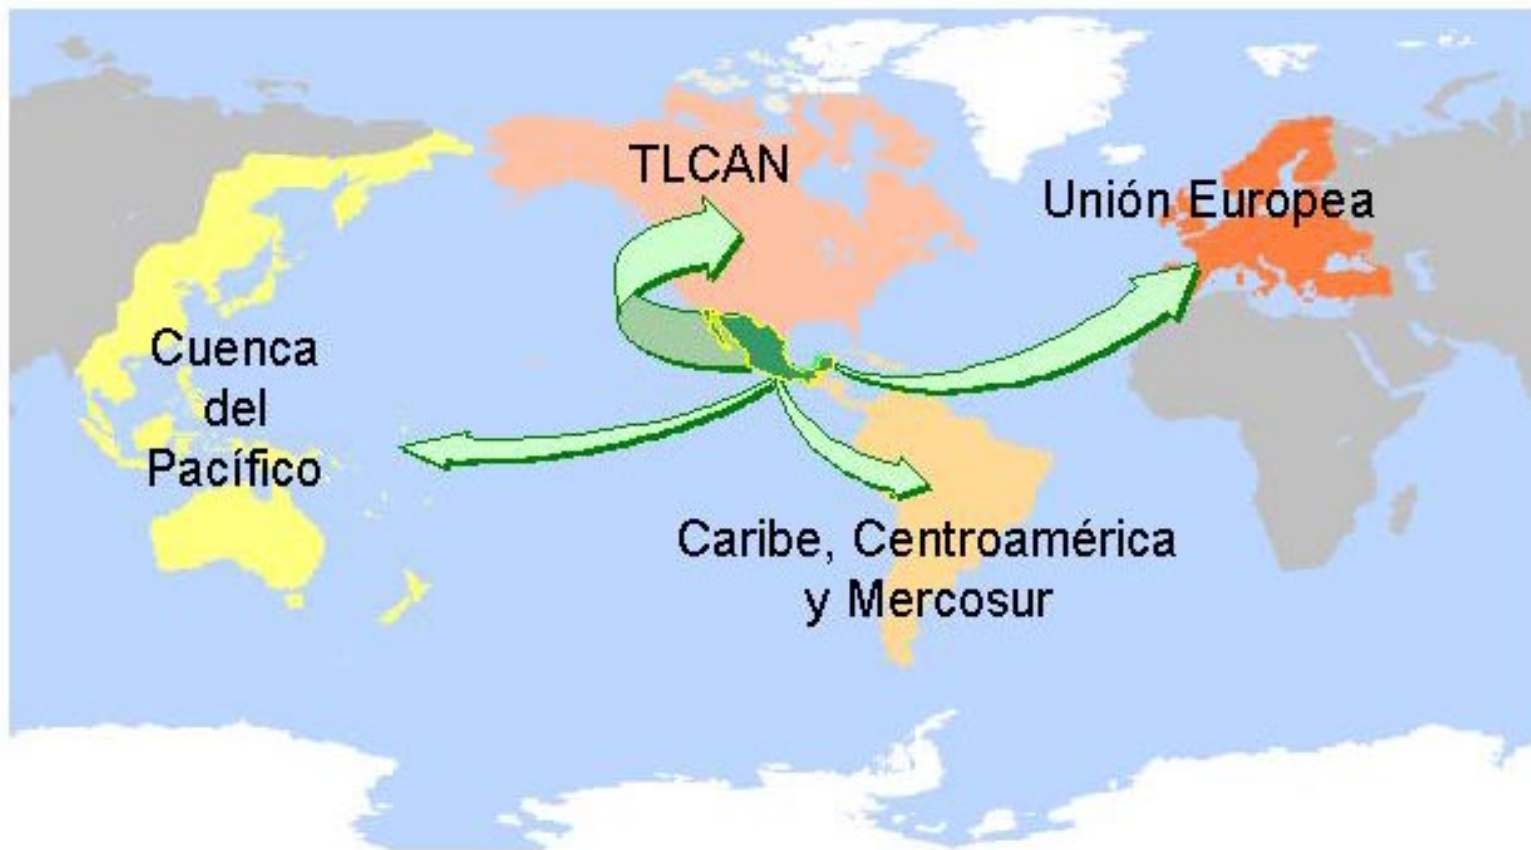 TLCAN
Unión Europea
Cuenca
del
Pacífico
Caribe, Centroamérica
y Mercosur